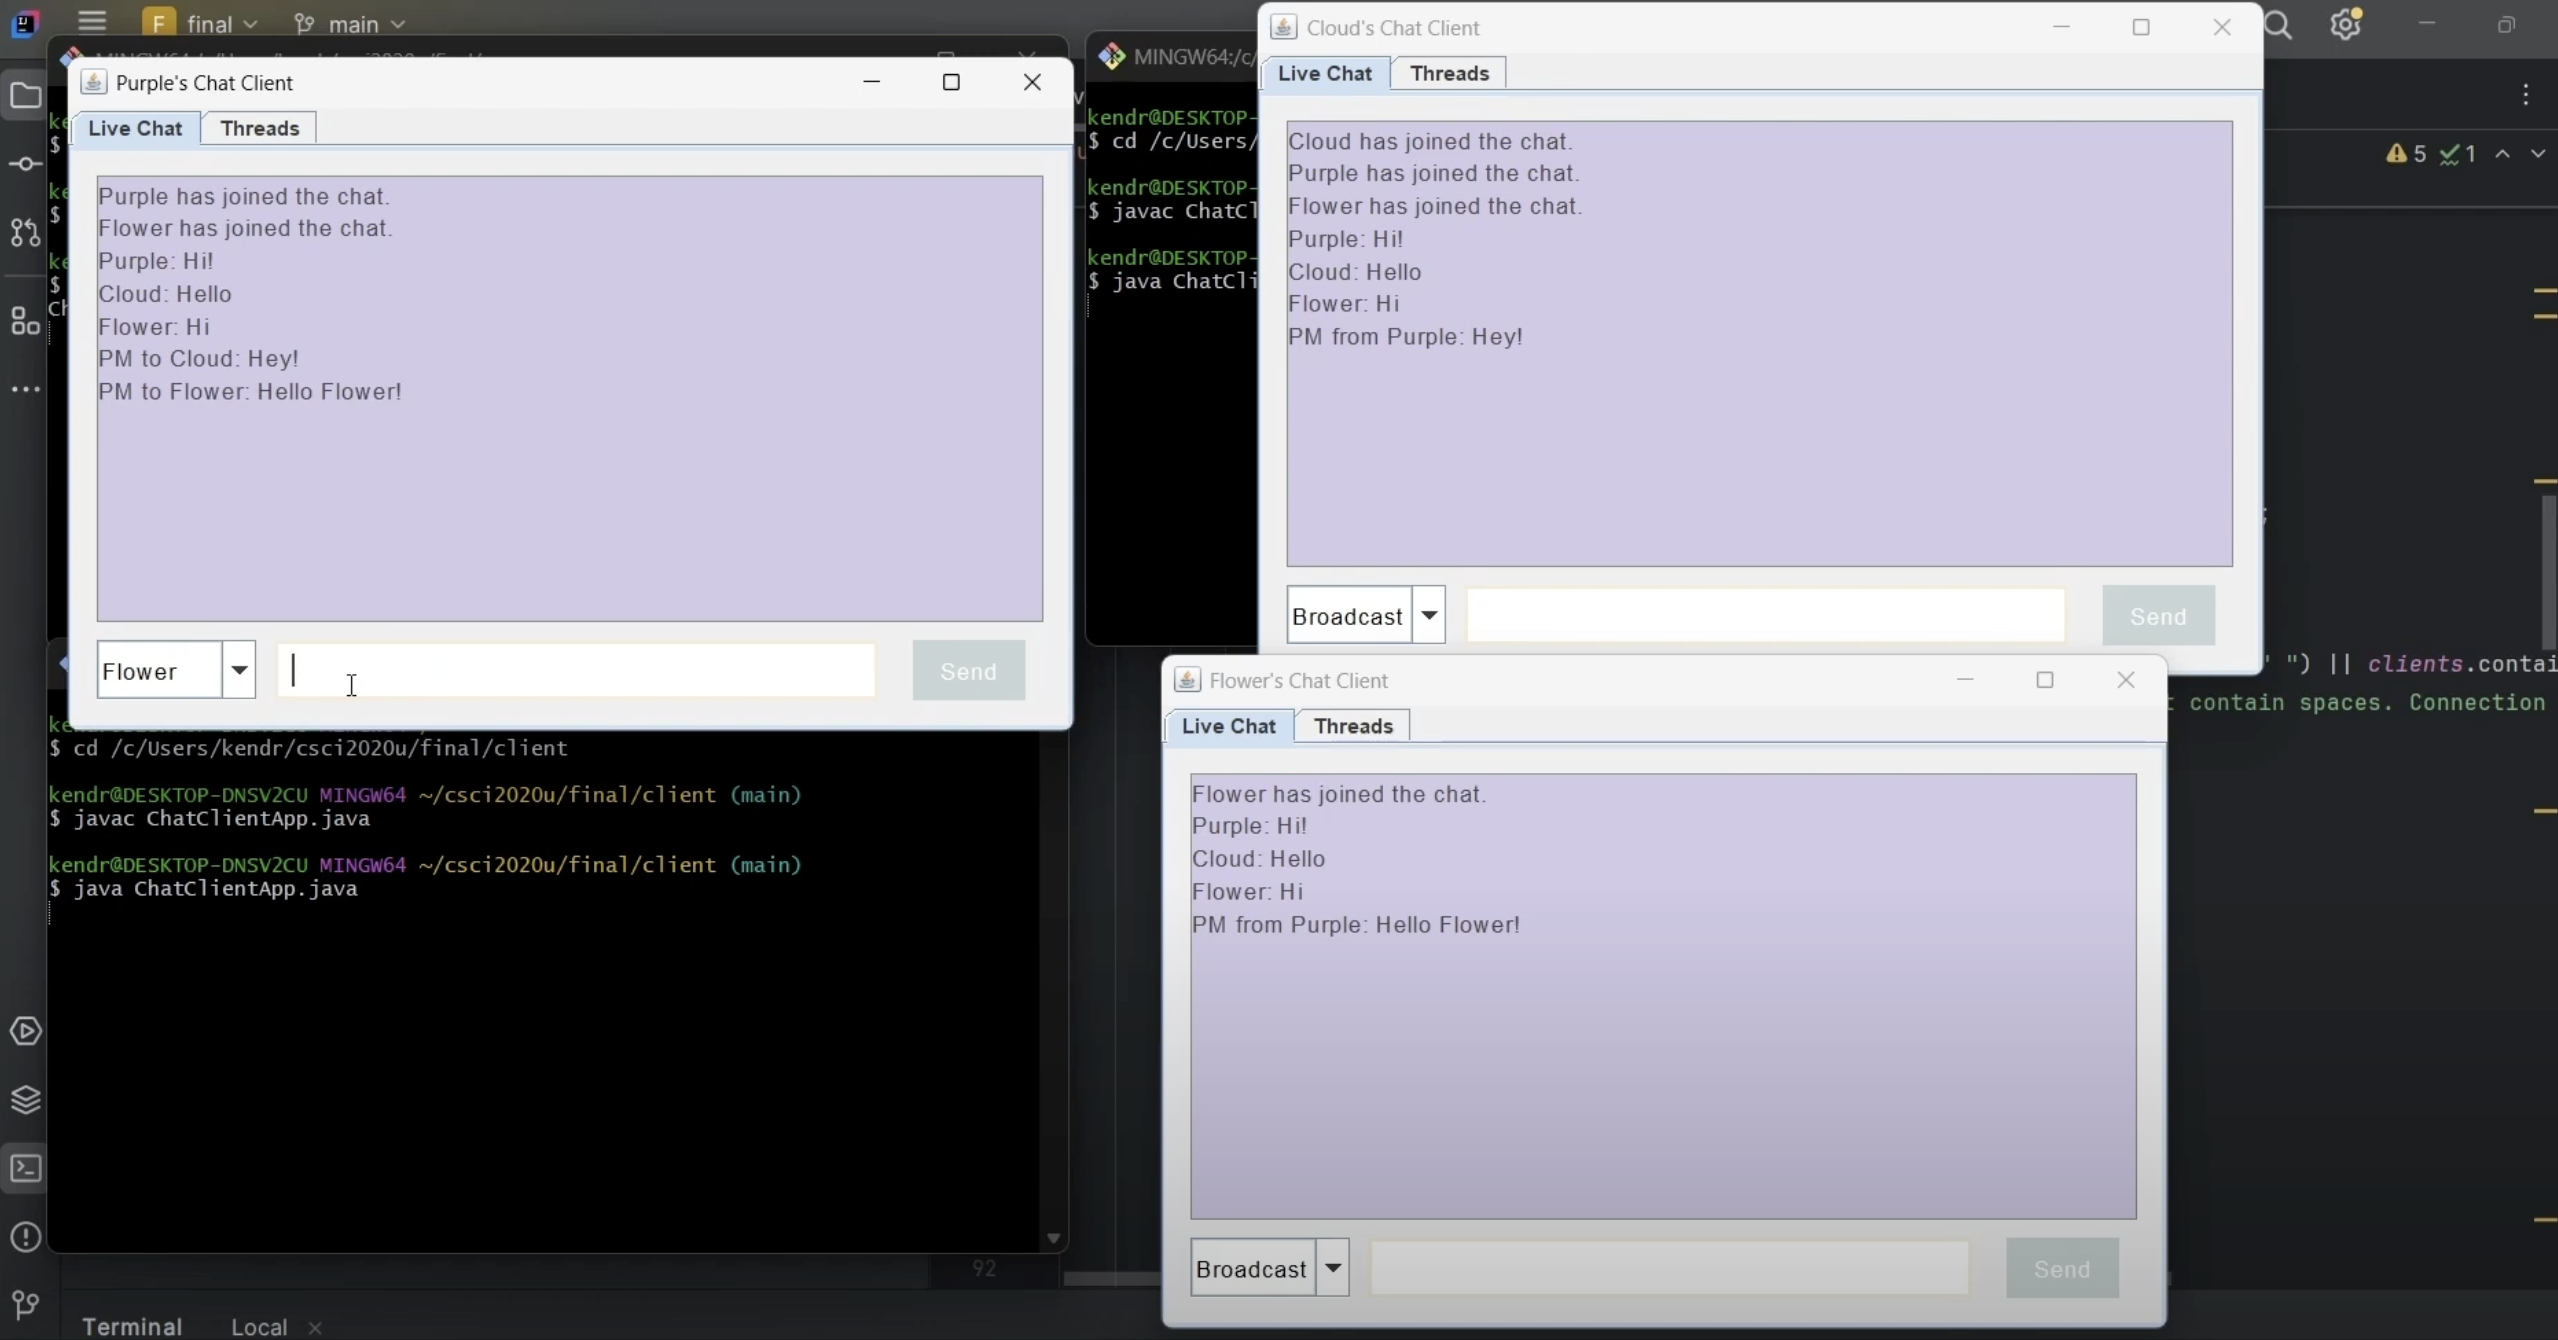 final
main
Purple's Chat Client
Live Chat
Threads
Purple has joined the chat.
Flower has joined the chat.
Purple: Hi!
Cloud: Hello
Flower: Hi
PM to Cloud: Hey!
PM to Flower: Hello Flower!
Flower
Send
MINGW64:/c/
kendr@DESKTOP-
$ cd /c/Users/
kendr@DESKTOP-
$ javac ChatCl
kendr@DESKTOP-
$ java ChatCli
Cloud's Chat Client
Live Chat
Threads
Cloud has joined the chat.
Purple has joined the chat.
Flower has joined the chat.
Purple: Hi!
Cloud: Hello
Flower: Hi
PM from Purple: Hey!
Broadcast
Send
5
1
") || clients.contai
contain spaces. Connection
$ cd /c/Users/kendr/csci2020u/final/client
kendr@DESKTOP-DNSV2CU MINGW64 ~/csci2020u/final/client (main)
$ javac ChatClientApp.java
kendr@DESKTOP-DNSV2CU MINGW64 ~/csci2020u/final/client (main)
$ java ChatClientApp.java
Flower's Chat Client
Live Chat
Threads
Flower has joined the chat.
Purple: Hi!
Cloud: Hello
Flower: Hi
PM from Purple: Hello Flower!
Broadcast
Send
92
Terminal
Local